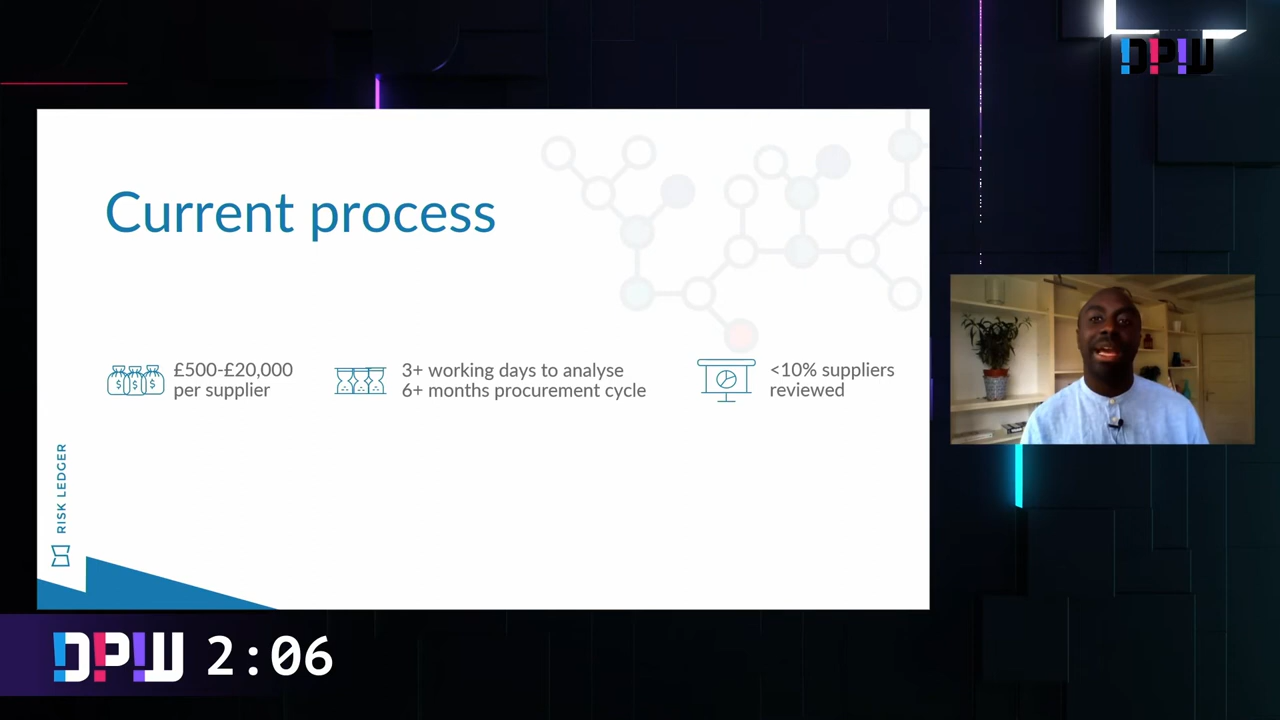 DPW
Current process
£500-£20,000
per supplier
3+ working days to analyse
6+ months procurement cycle
<10% suppliers
reviewed
RISK LEDGER
DPW 2:06